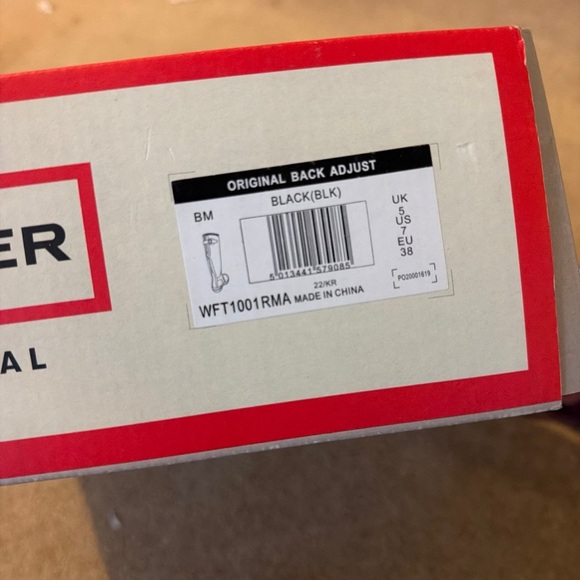 ER
AL
ORIGINAL BACK ADJUST
BLACK(BLK)
BM
5 013441 579085
22/KR
WFT1001RMA MADE IN CHINA
UK
5
US
7
EU
38
PO20001619